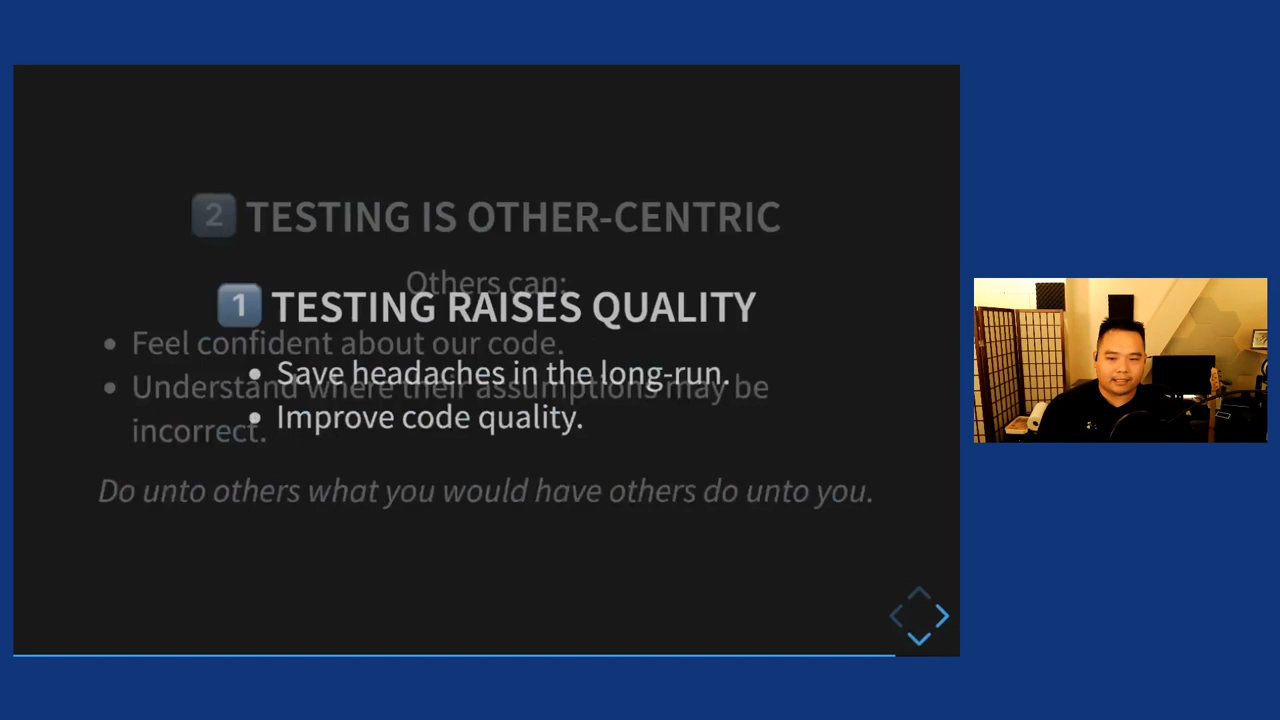 2 TESTING IS OTHER-CENTRIC
Others can:
1 TESTING RAISES QUALITY
• Feel confident about our code.
• Save headaches in the long-run.
• Understand where their assumptions may be
incorrect.
• Improve code quality.
Do unto others what you would have others do unto you.